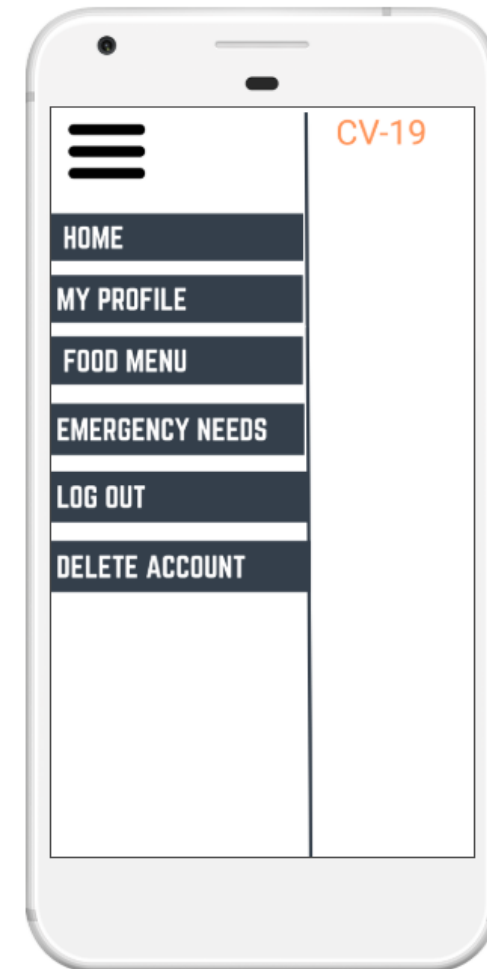 CV-19
HOME
MY PROFILE
FOOD MENU
EMERGENCY NEEDS
LOG OUT
DELETE ACCOUNT